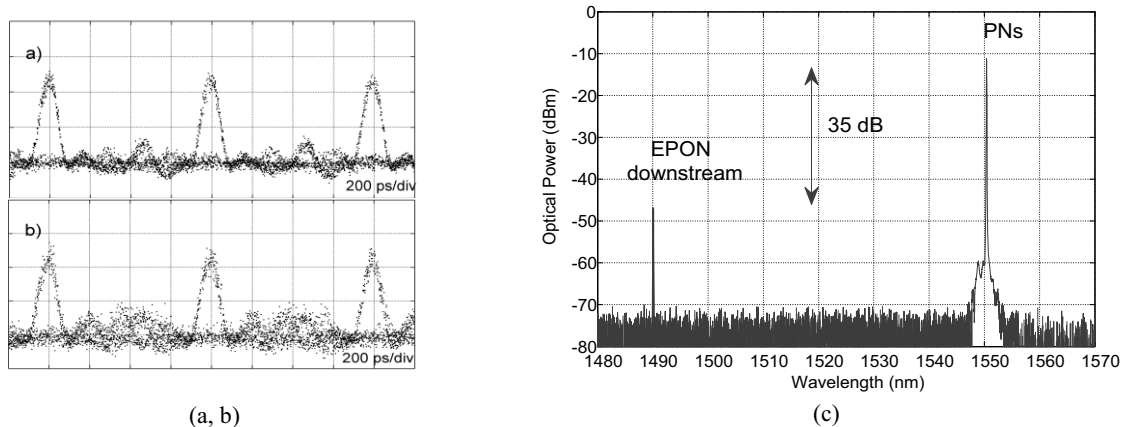 a)
200 ps/div
b)
200 ps/div
(a, b)
Optical Power (dBm)
0
-10
-20
-30
-40
-50
-60
-70
-80
PNs
35 dB
EPON
downstream
1480 1490 1500 1510 1520 1530 1540 1550 1560 1570
Wavelength (nm)
(c)